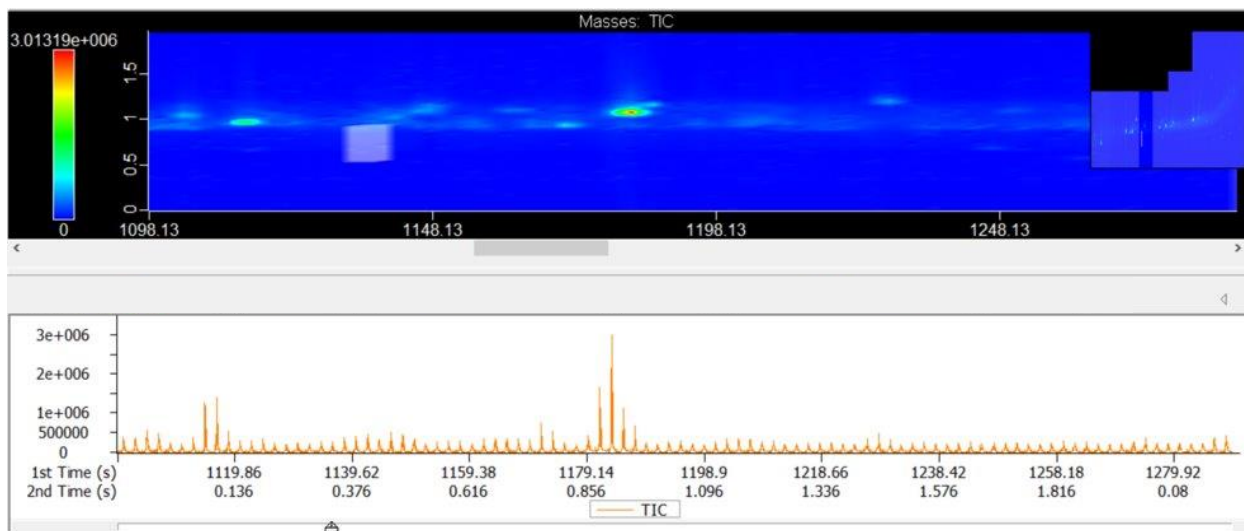 Masses: TIC
3.01319e+006
0
1.5
1
0.5
0
1098.13 1148.13 1198.13 1248.13
3e+006
2e+006
1e+006
500000
0
1st Time (s) 1119.86 1139.62 1159.38 1179.14 1198.9 1218.66 1238.42 1258.18 1279.92
2nd Time (s) 0.136 0.376 0.616 0.856 1.096 1.336 1.576 1.816 0.08
TIC